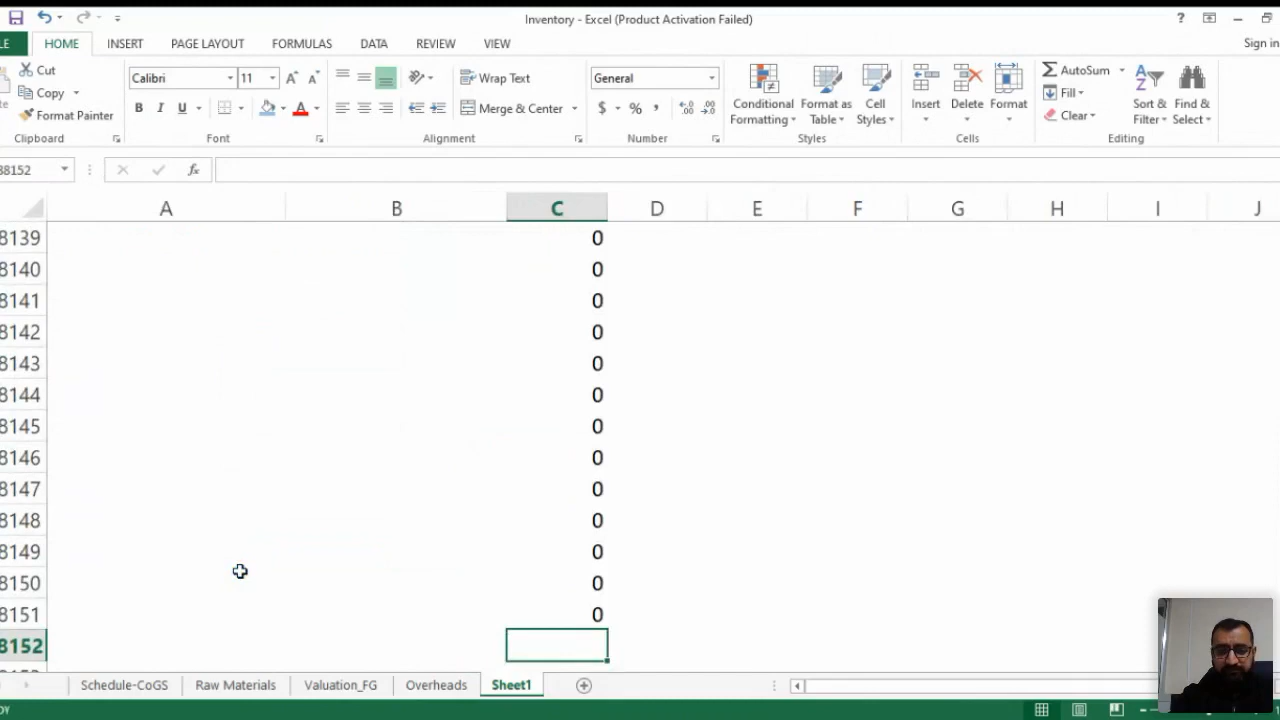 Inventory - Excel (Product Activation Failed)
?
Sign in
HOME INSERT PAGE LAYOUT FORMULAS DATA REVIEW VIEW
Cut
Copy
Format Painter
Clipboard
Calibri 11
B I U
Font
Wrap Text
Merge & Center
Alignment
General
$ % ,
Number
Conditional Formatting
Format as Table
Cell Styles
Styles
Insert
Delete
Format
Cells
AutoSum
Fill
Clear
Sort & Filter
Find & Select
Editing
8152
fx
A B C D E F G H I J
8139 0
8140 0
8141 0
8142 0
8143 0
8144 0
8145 0
8146 0
8147 0
8148 0
8149 0
8150 0
8151 0
8152
Schedule-CoGS Raw Materials Valuation_FG Overheads Sheet1